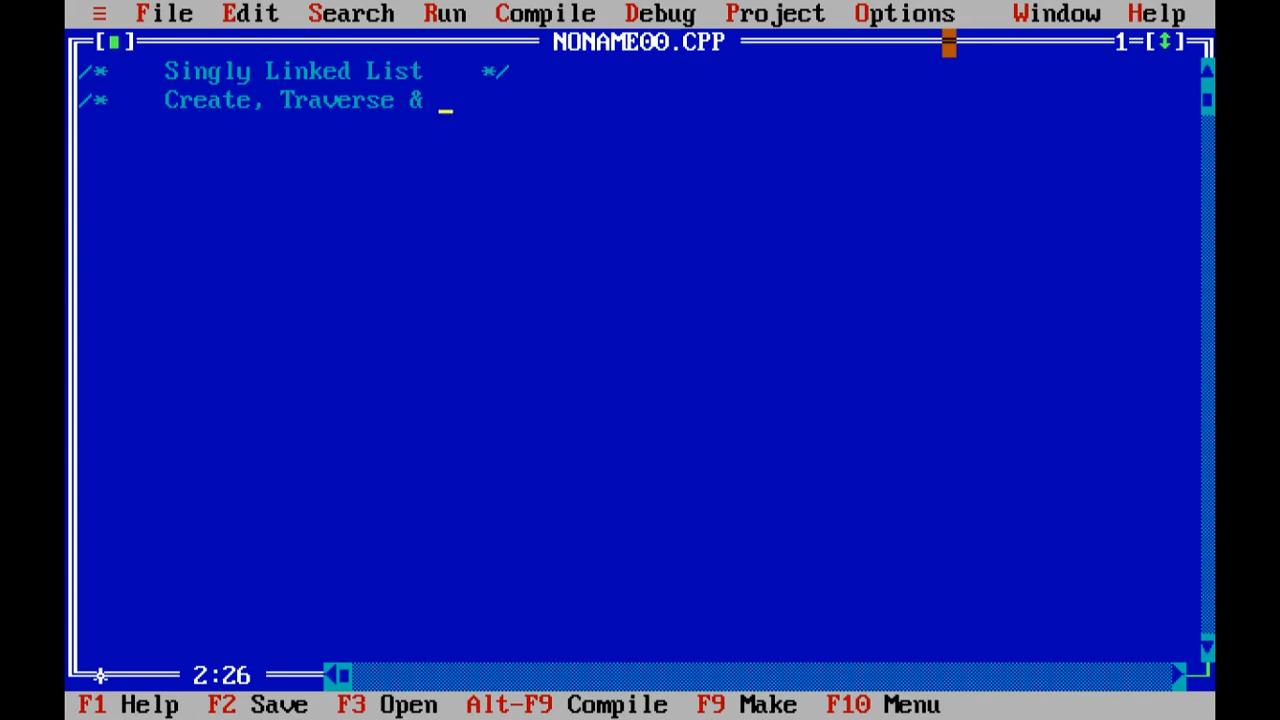 ≡ File Edit Search Run Compile Debug Project Options Window Help
[■] NONAME00.CPP 1=[↕]
/* Singly Linked List */
/* Create, Traverse & _
2:26
F1 Help F2 Save F3 Open Alt-F9 Compile F9 Make F10 Menu